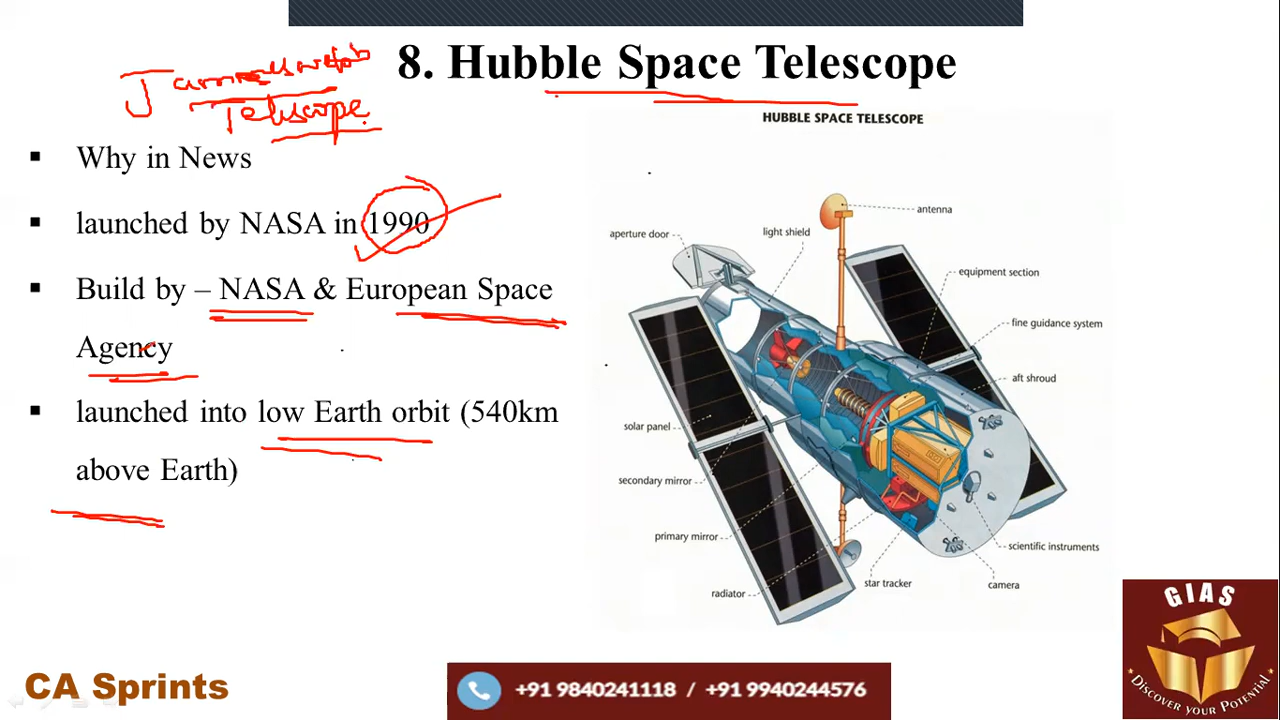 8. Hubble Space Telescope
James webb
Telescope
HUBBLE SPACE TELESCOPE
▪ Why in News
▪ launched by NASA in 1990
▪ Build by – NASA & European Space
Agency
▪ launched into low Earth orbit (540km
above Earth)
antenna
aperture door
light shield
equipment section
fine guidance system
aft shroud
solar panel
secondary mirror
primary mirror
scientific instruments
star tracker
camera
radiator
GIAS
DISCOVER YOUR POTENTIAL
CA Sprints
+91 9840241118 / +91 9940244576